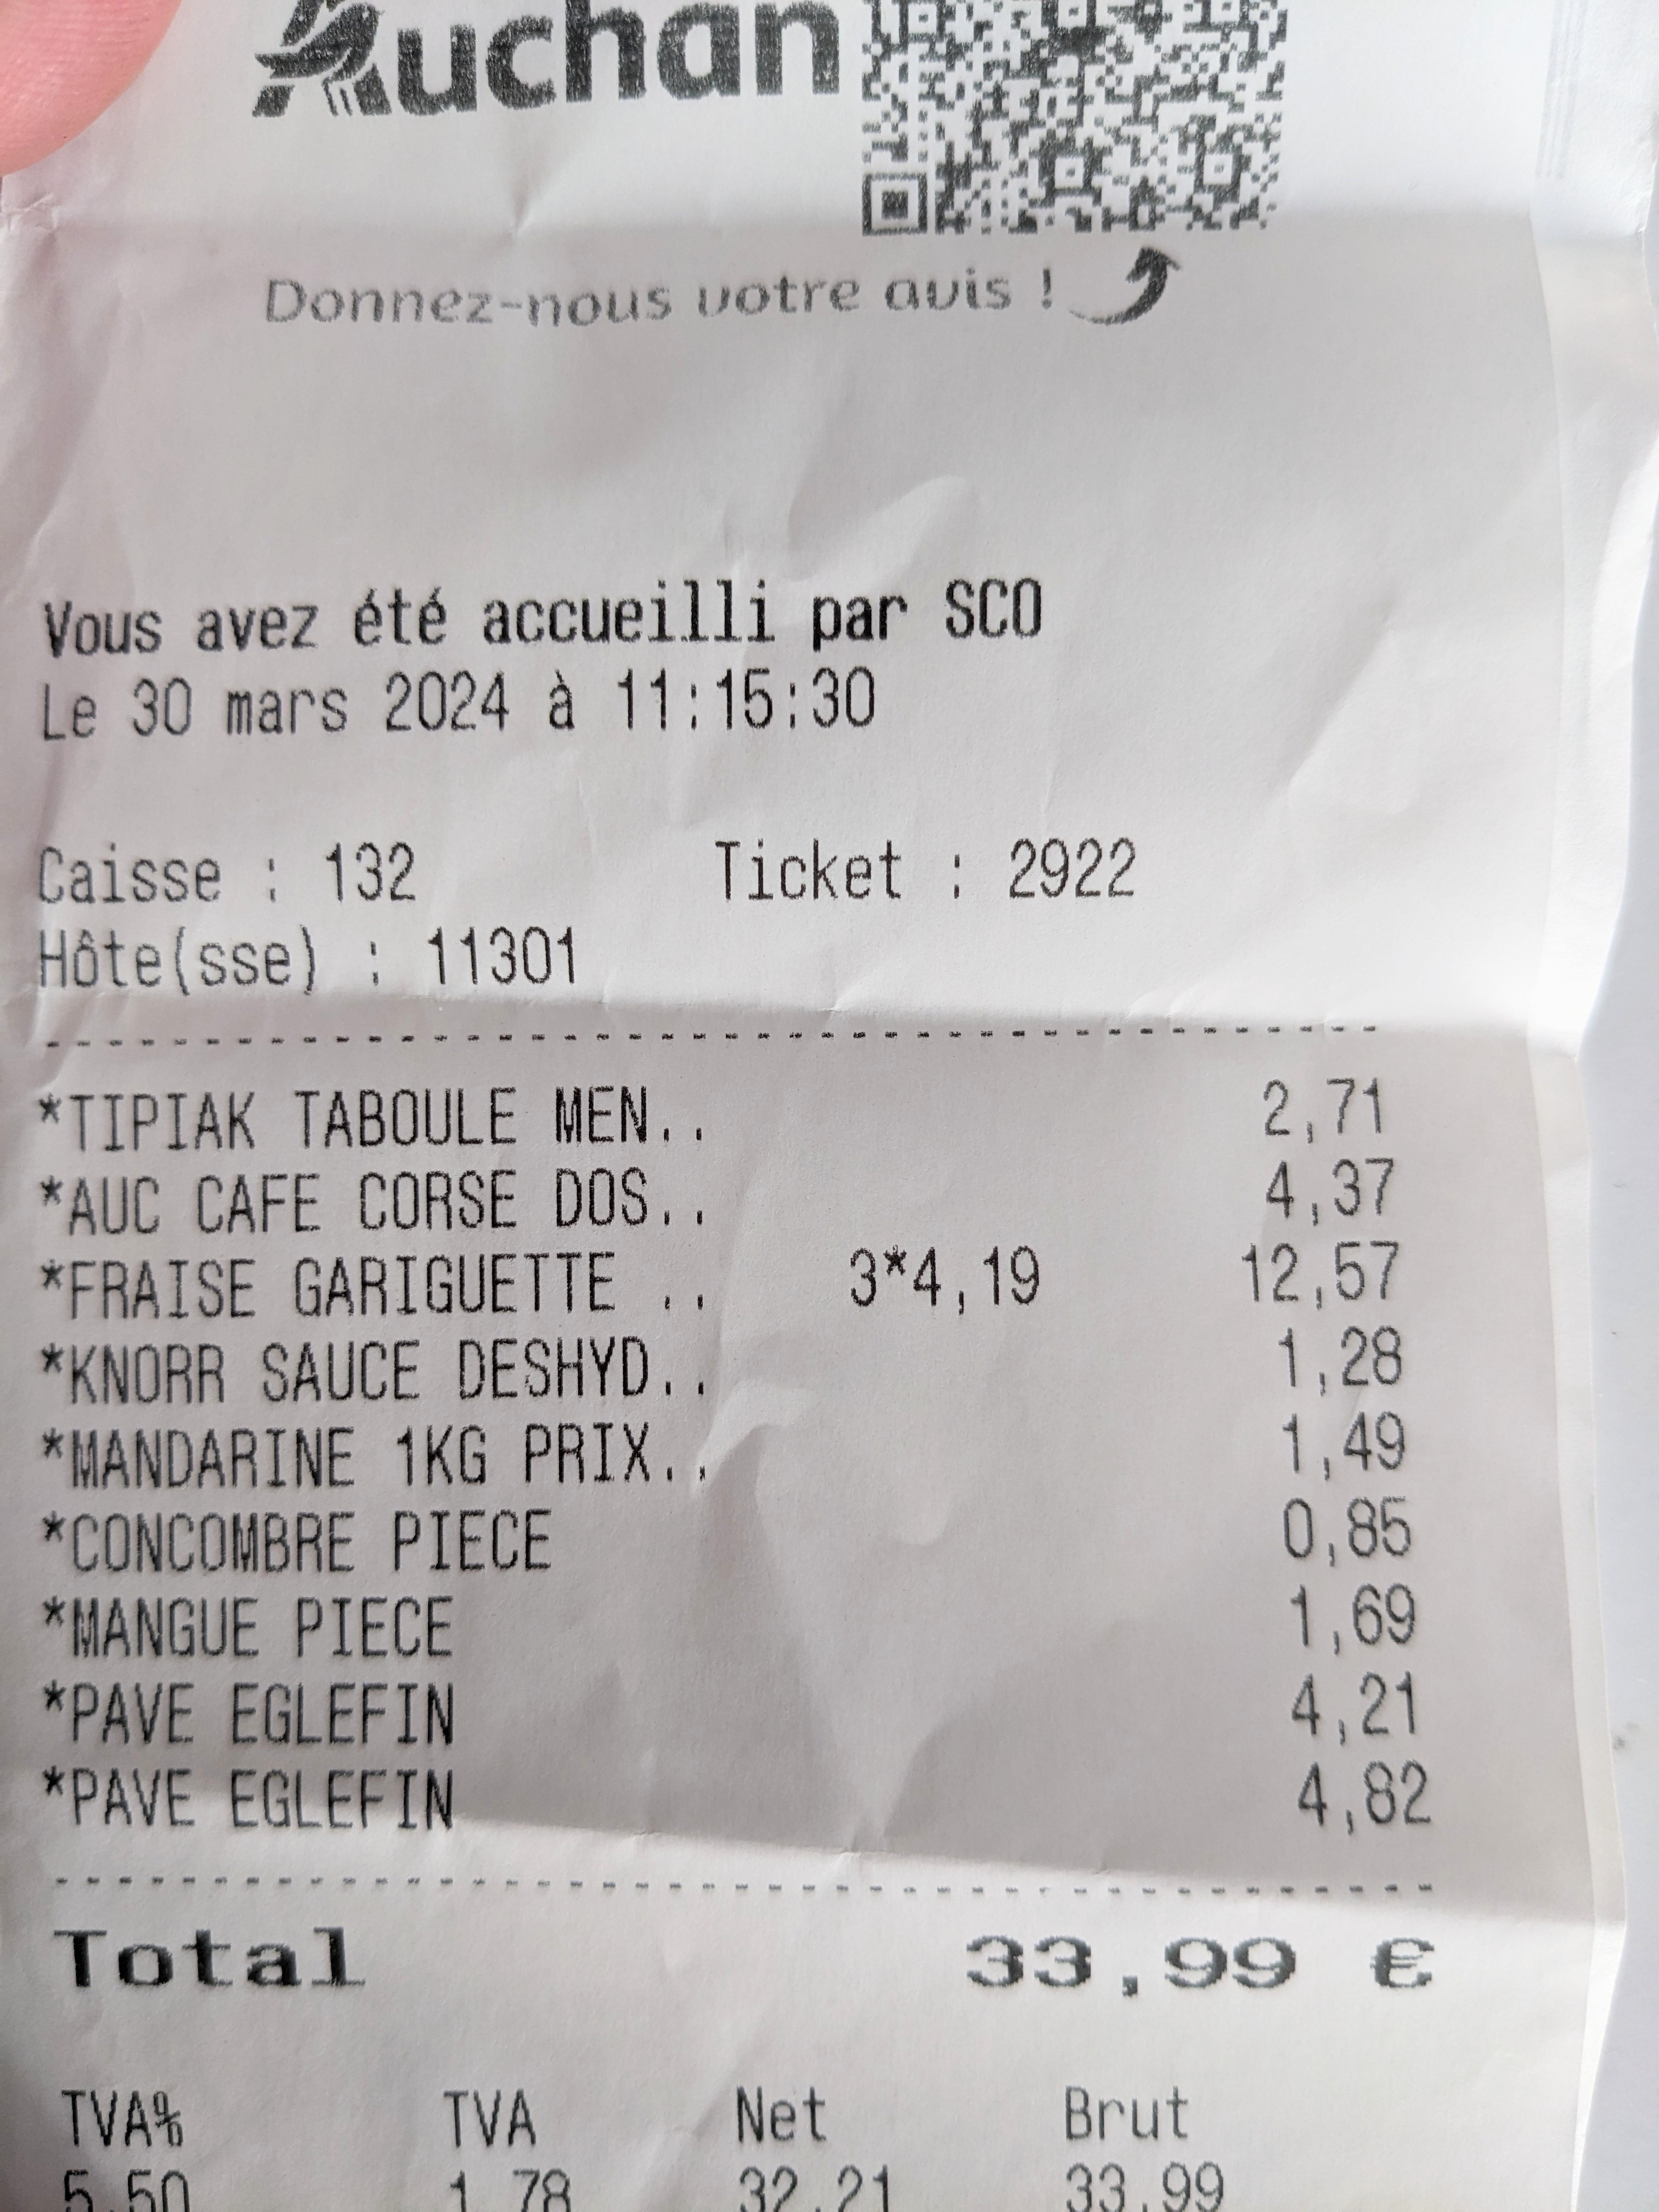 Auchan
Donnez-nous votre avis !
Vous avez été accueilli par SCO
Le 30 mars 2024 à 11:15:30
Caisse : 132 Ticket : 2922
Hôte(sse) : 11301
*TIPIAK TABOULE MEN.. 2,71
*AUC CAFE CORSE DOS.. 4,37
*FRAISE GARIGUETTE .. 3*4,19 12,57
*KNORR SAUCE DESHYD.. 1,28
*MANDARINE 1KG PRIX.. 1,49
*CONCOMBRE PIECE 0,85
*MANGUE PIECE 1,69
*PAVE EGLEFIN 4,21
*PAVE EGLEFIN 4,82
Total 33,99 €
TVA% TVA Net Brut
5,50 1,78 32,21 33,99